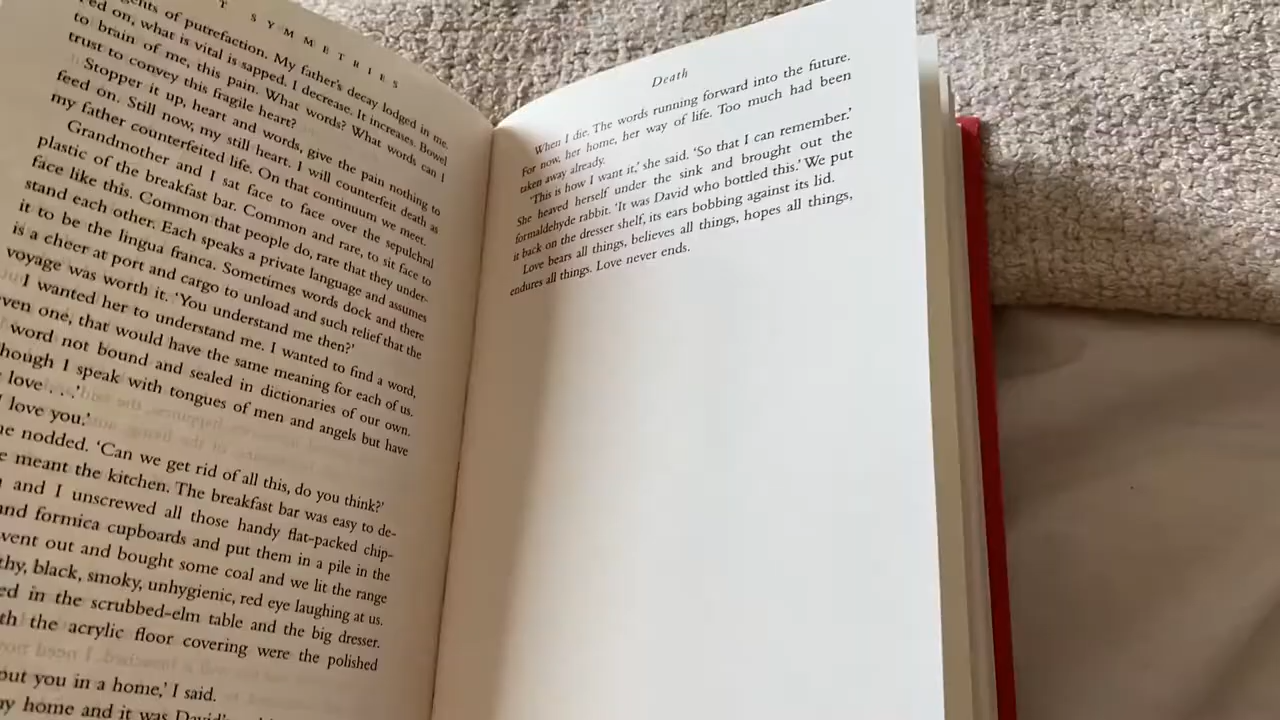 T SYMMETRIES
of putrefaction. My father's decay lodged in me.
on, what is vital is sapped. I decrease. It increases. Bowel
to brain of me, this pain. What words? What words can I
trust to convey this fragile heart?
Stopper it up, heart and words, give the pain nothing to
feed on. Still now, my still heart. I will counterfeit death as
my father counterfeited life. On that continuum we meet.
Grandmother and I sat face to face over the sepulchral
plastic of the breakfast bar. Common and rare, to sit face to
face like this. Common that people do, rare that they under-
stand each other. Each speaks a private language and assumes
it to be the lingua franca. Sometimes words dock and there
is a cheer at port and cargo to unload and such relief that the
voyage was worth it. 'You understand me then?'
I wanted her to understand me. I wanted to find a word,
even one, that would have the same meaning for each of us.
word not bound and sealed in dictionaries of our own.
though I speak with tongues of men and angels but have
love . . .'
I love you.'
nodded. 'Can we get rid of all this, do you think?'
meant the kitchen. The breakfast bar was easy to de-
and I unscrewed all those handy flat-packed chip-
and formica cupboards and put them in a pile in the
went out and bought some coal and we lit the range
black, smoky, unhygienic, red eye laughing at us.
in the scrubbed-elm table and the big dresser.
the acrylic floor covering were the polished
put you in a home,' I said.
home and it was David's
Death
When I die. The words running forward into the future.
For now, her home, her way of life. Too much had been
taken away already.
'This is how I want it,' she said. 'So that I can remember.'
She heaved herself under the sink and brought out the
formaldehyde rabbit. 'It was David who bottled this.' We put
it back on the dresser shelf, its ears bobbing against its lid.
Love bears all things, believes all things, hopes all things,
endures all things. Love never ends.